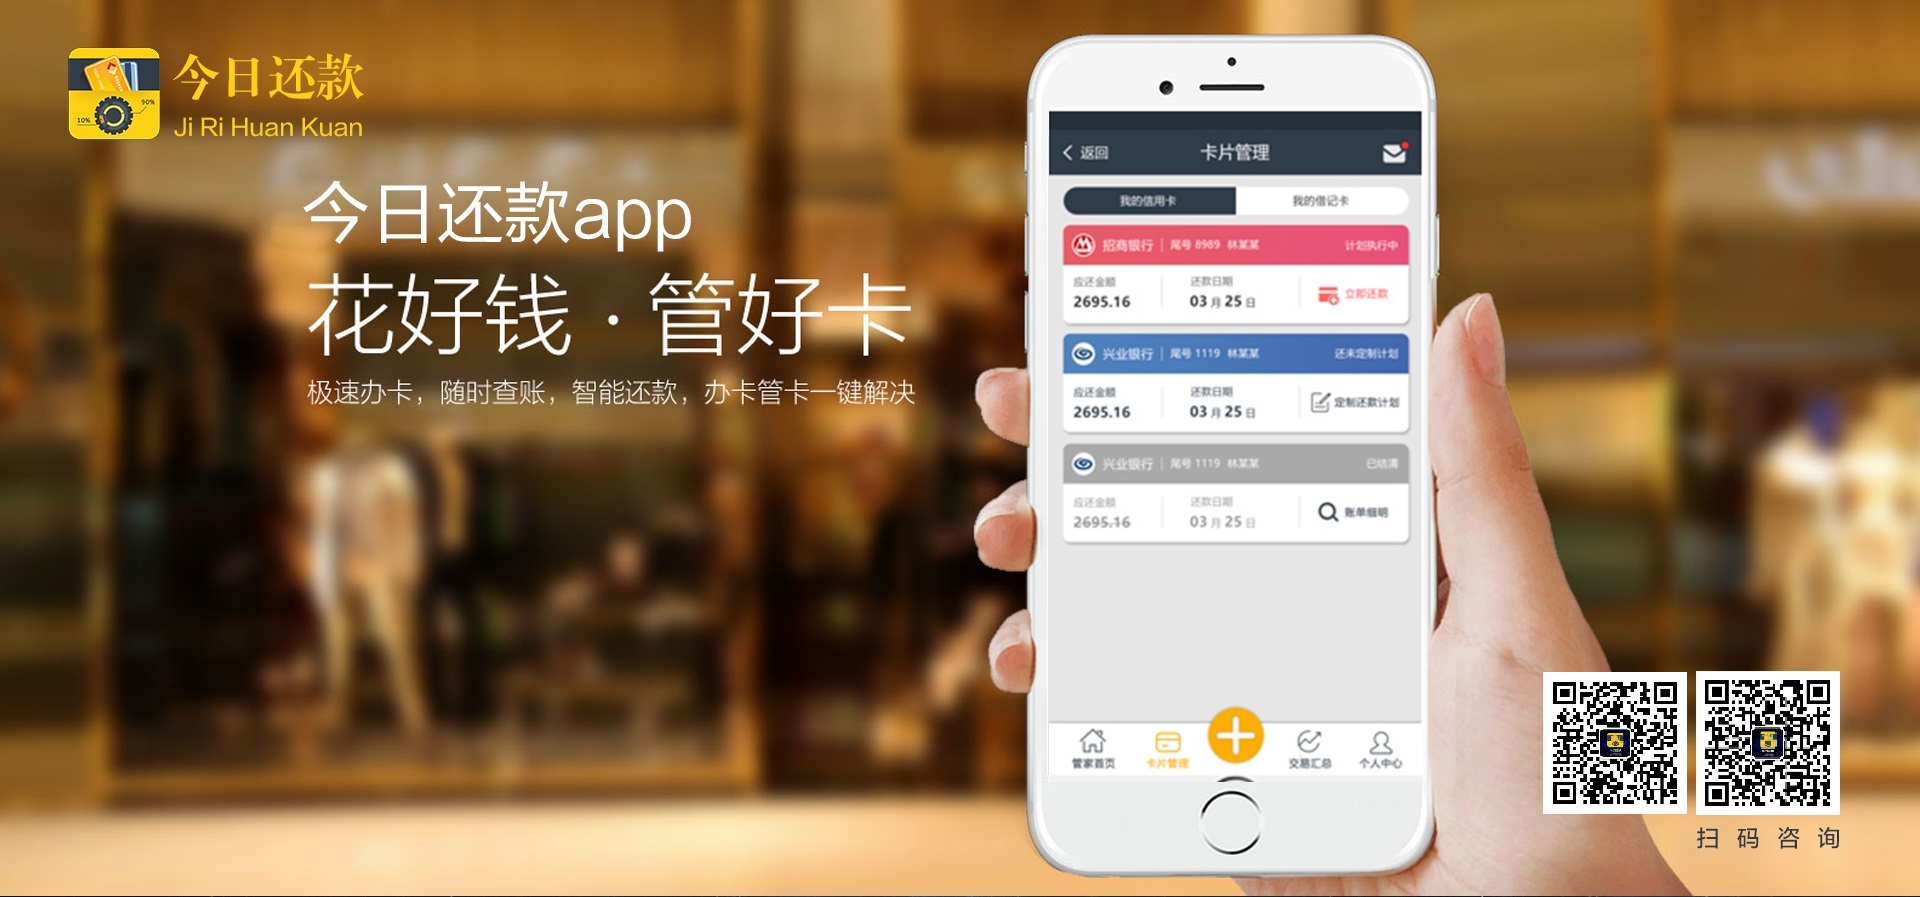 今日还款
Ji Ri Huan Kuan
10%
90%
今日还款app
花好钱·管好卡
极速办卡，随时查账，智能还款，办卡管卡一键解决
返回
卡片管理
我的信用卡 我的借记卡
招商银行 | 尾号 8989 林某某 计划执行中
应还金额 还款日期
2695.16 03 月 25 日 立即还款
兴业银行 | 尾号 1119 林某某 还未定制计划
应还金额 还款日期
2695.16 03 月 25 日 定制还款计划
兴业银行 | 尾号 1119 林某某 已结清
应还金额 还款日期
2695.16 03 月 25 日 账单细明
管家首页 卡片管理 交易汇总 个人中心
扫码咨询